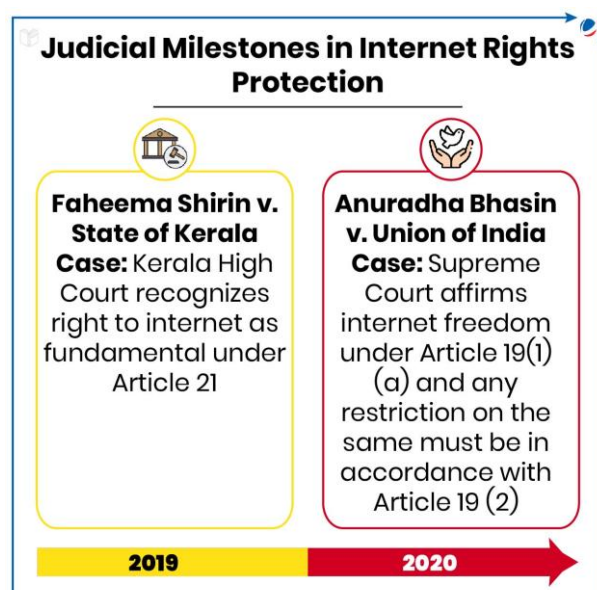 Judicial Milestones in Internet Rights
Protection
Faheema Shirin v.
State of Kerala
Case: Kerala High
Court recognizes
right to internet as
fundamental under
Article 21
Anuradha Bhasin
v. Union of India
Case: Supreme
Court affirms
internet freedom
under Article 19(1)
(a) and any
restriction on the
same must be in
accordance with
Article 19 (2)
2019
2020